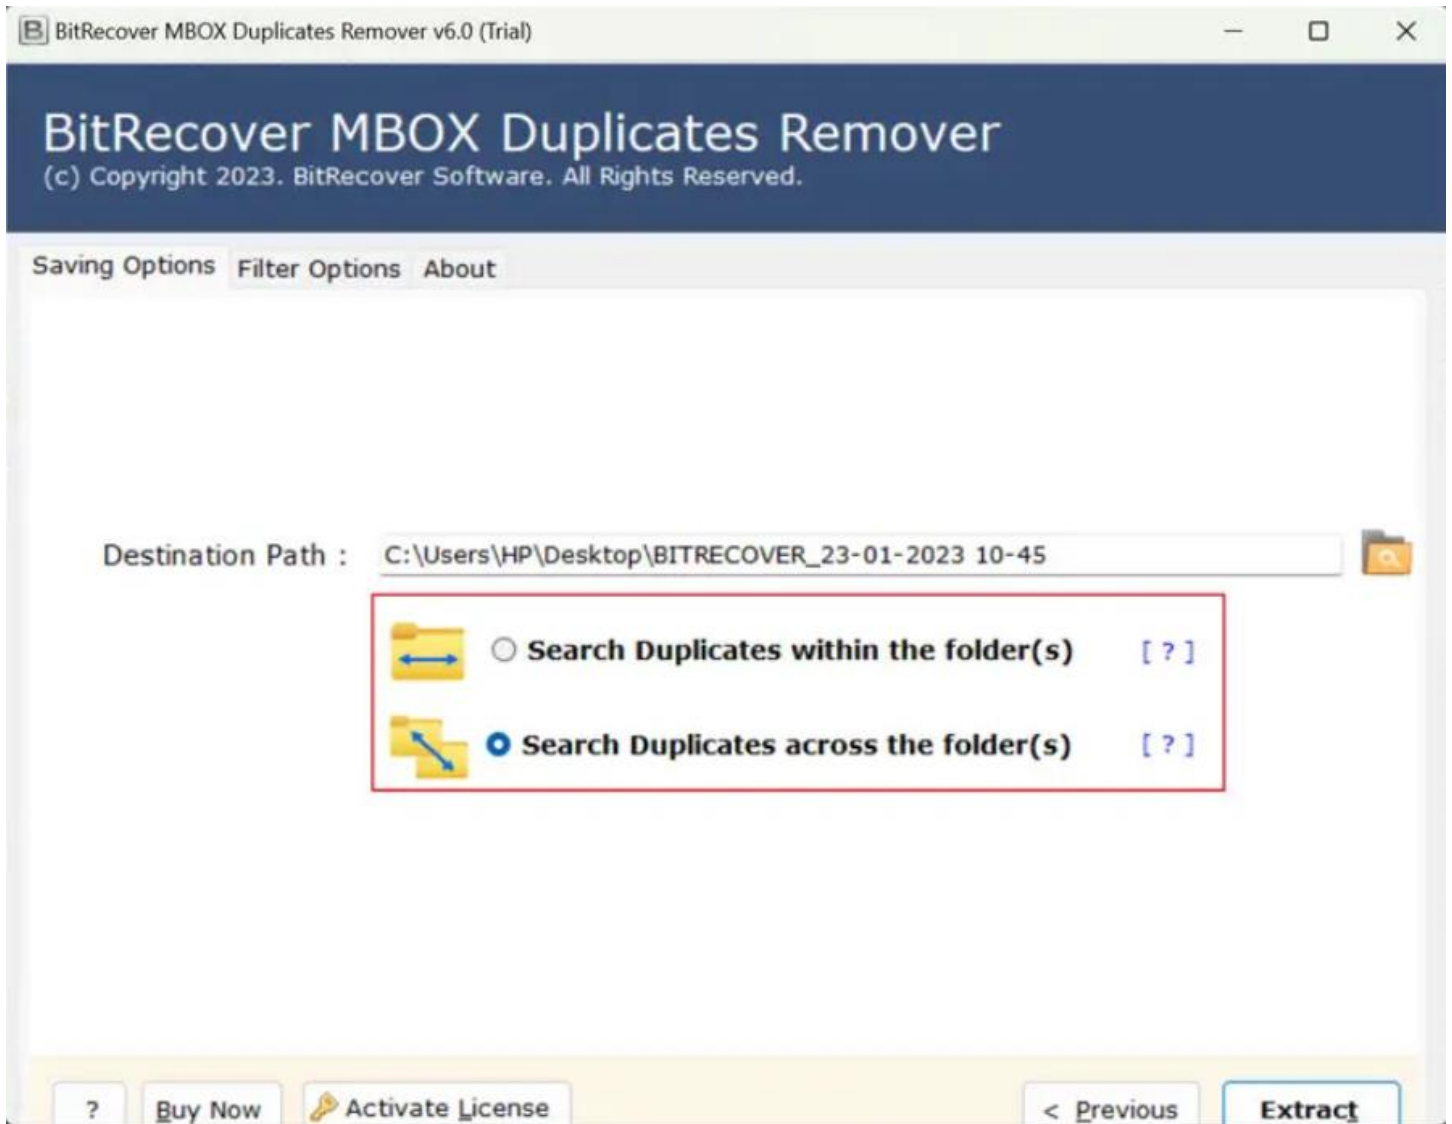 BitRecover MBOX Duplicates Remover v6.0 (Trial)
BitRecover MBOX Duplicates Remover
(c) Copyright 2023. BitRecover Software. All Rights Reserved.
Saving Options Filter Options About
Destination Path : C:\Users\HP\Desktop\BITRECOVER_23-01-2023 10-45
Search Duplicates within the folder(s) [ ? ]
Search Duplicates across the folder(s) [ ? ]
? Buy Now Activate License < Previous Extract